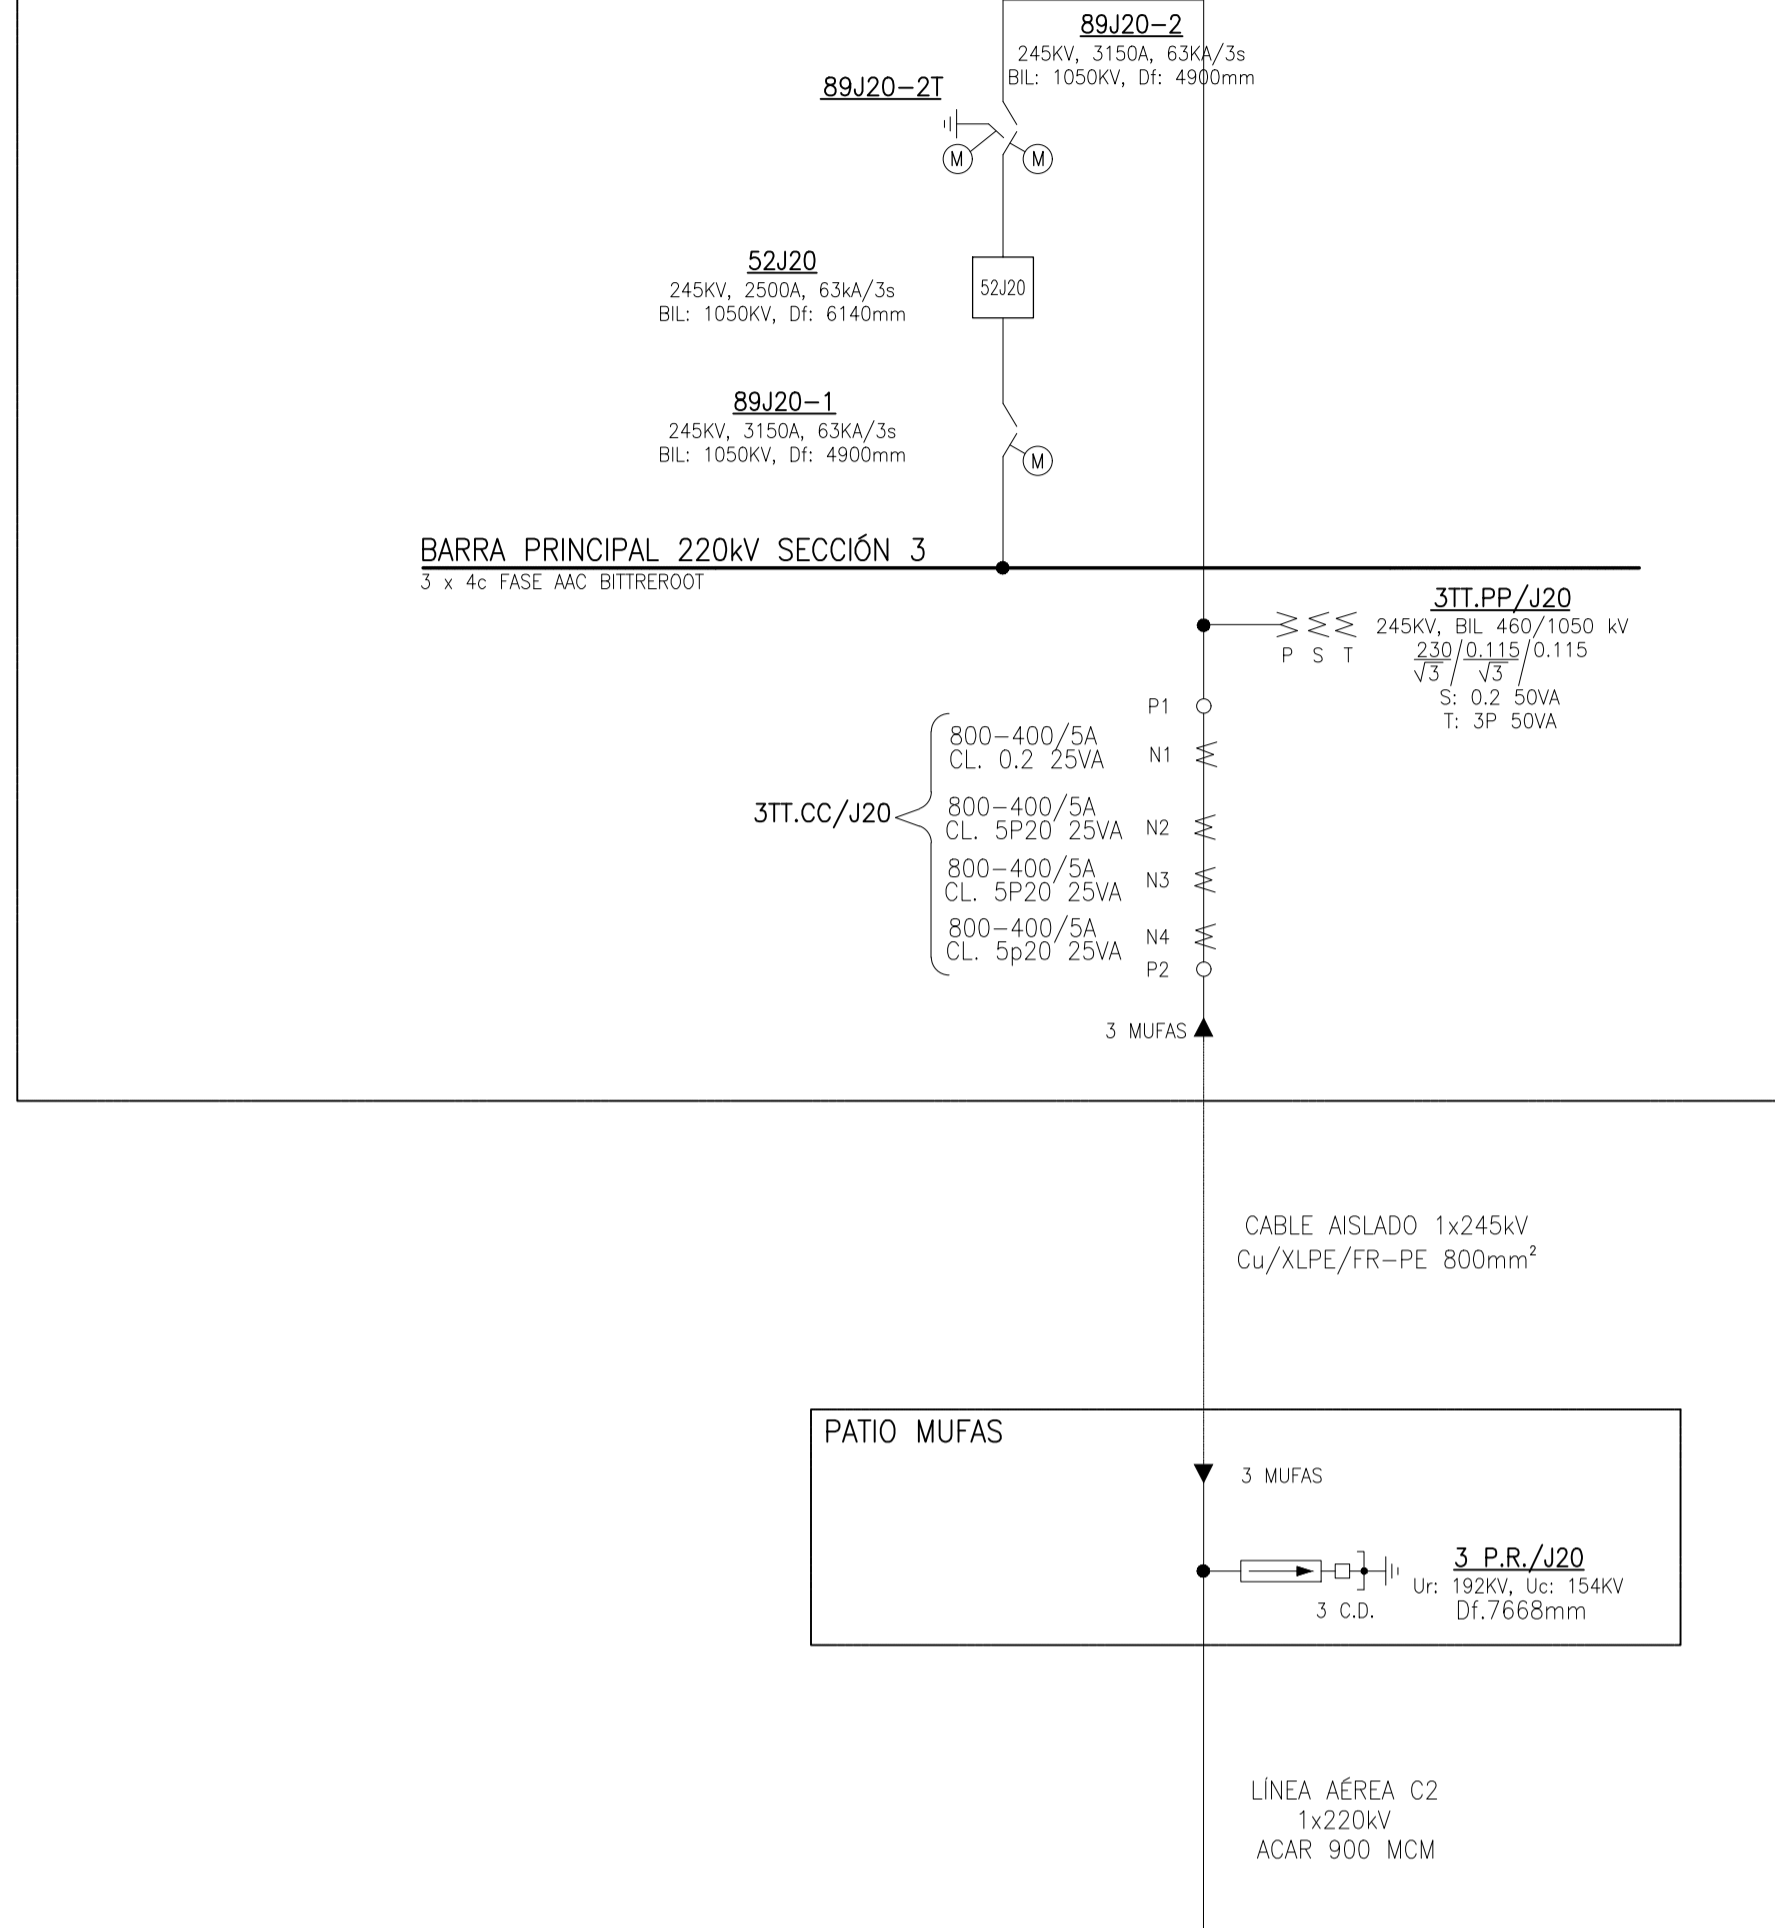 89J20-2
245KV, 3150A, 63KA/3s
BIL: 1050KV, Df: 4900mm
89J20-2T
M
M
52J20
245KV, 2500A, 63kA/3s
BIL: 1050KV, Df: 6140mm
52J20
89J20-1
245KV, 3150A, 63KA/3s
BIL: 1050KV, Df: 4900mm
M
BARRA PRINCIPAL 220kV SECCIÓN 3
3 x 4c FASE AAC BITTREROOT
3TT.PP/J20
245KV, BIL 460/1050 kV
230/√3 / 0.115/√3 / 0.115
S: 0.2 50VA
T: 3P 50VA
P S T
P1
800-400/5A
CL. 0.2 25VA
N1
3TT.CC/J20
800-400/5A
CL. 5P20 25VA
N2
800-400/5A
CL. 5P20 25VA
N3
800-400/5A
CL. 5p20 25VA
N4
P2
3 MUFAS
CABLE AISLADO 1x245kV
Cu/XLPE/FR-PE 800mm²
PATIO MUFAS
3 MUFAS
3 P.R./J20
Ur: 192KV, Uc: 154KV
Df.7668mm
3 C.D.
LÍNEA AÉREA C2
1x220kV
ACAR 900 MCM